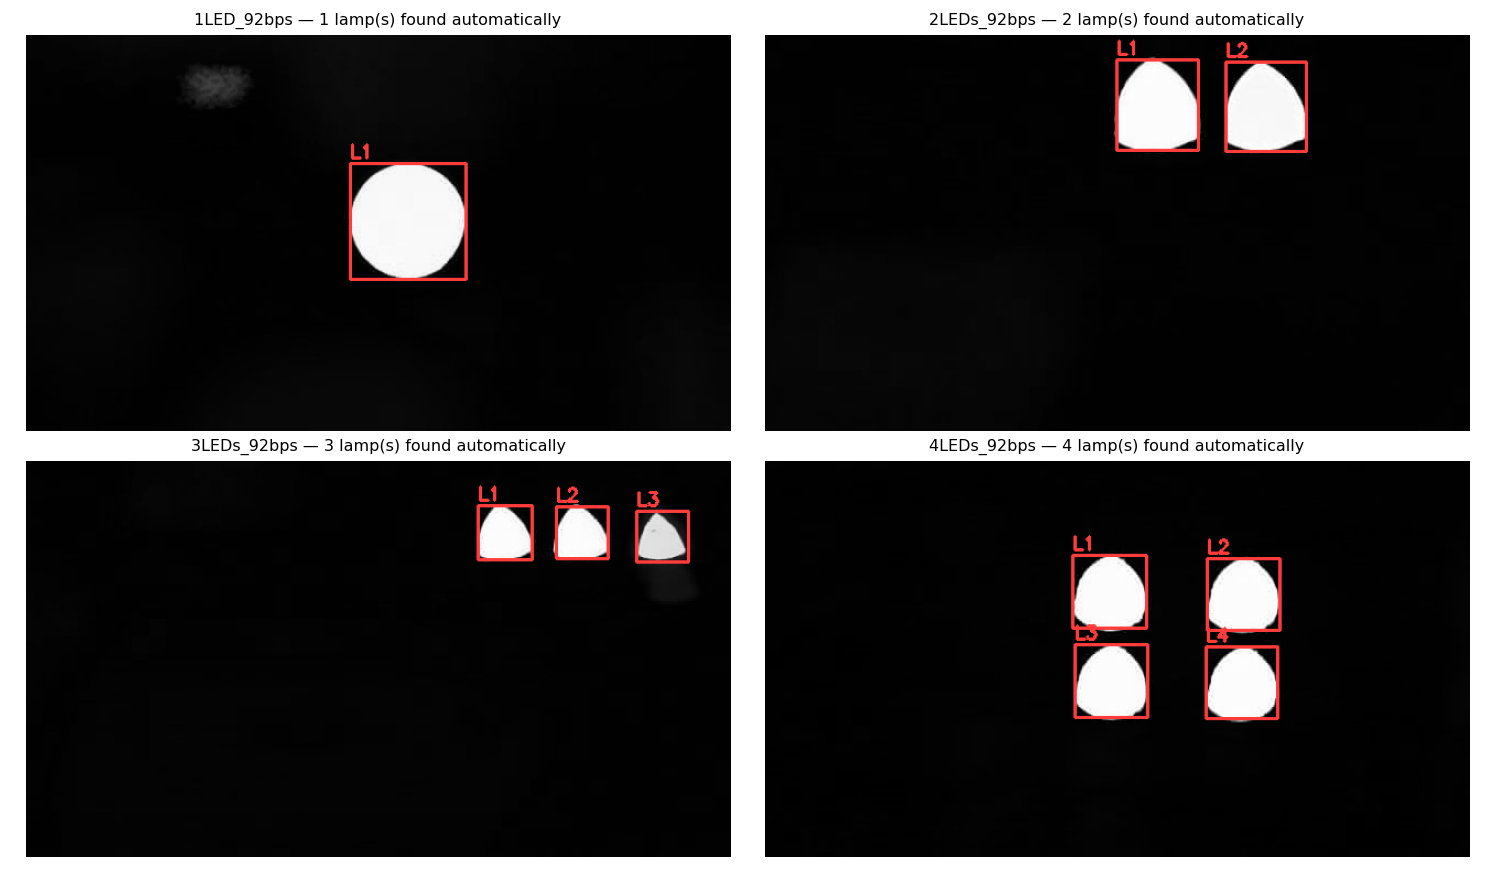 1LED_92bps — 1 lamp(s) found automatically
L1
2LEDs_92bps — 2 lamp(s) found automatically
L1 L2
3LEDs_92bps — 3 lamp(s) found automatically
L1 L2 L3
4LEDs_92bps — 4 lamp(s) found automatically
L1 L2
L3 L4